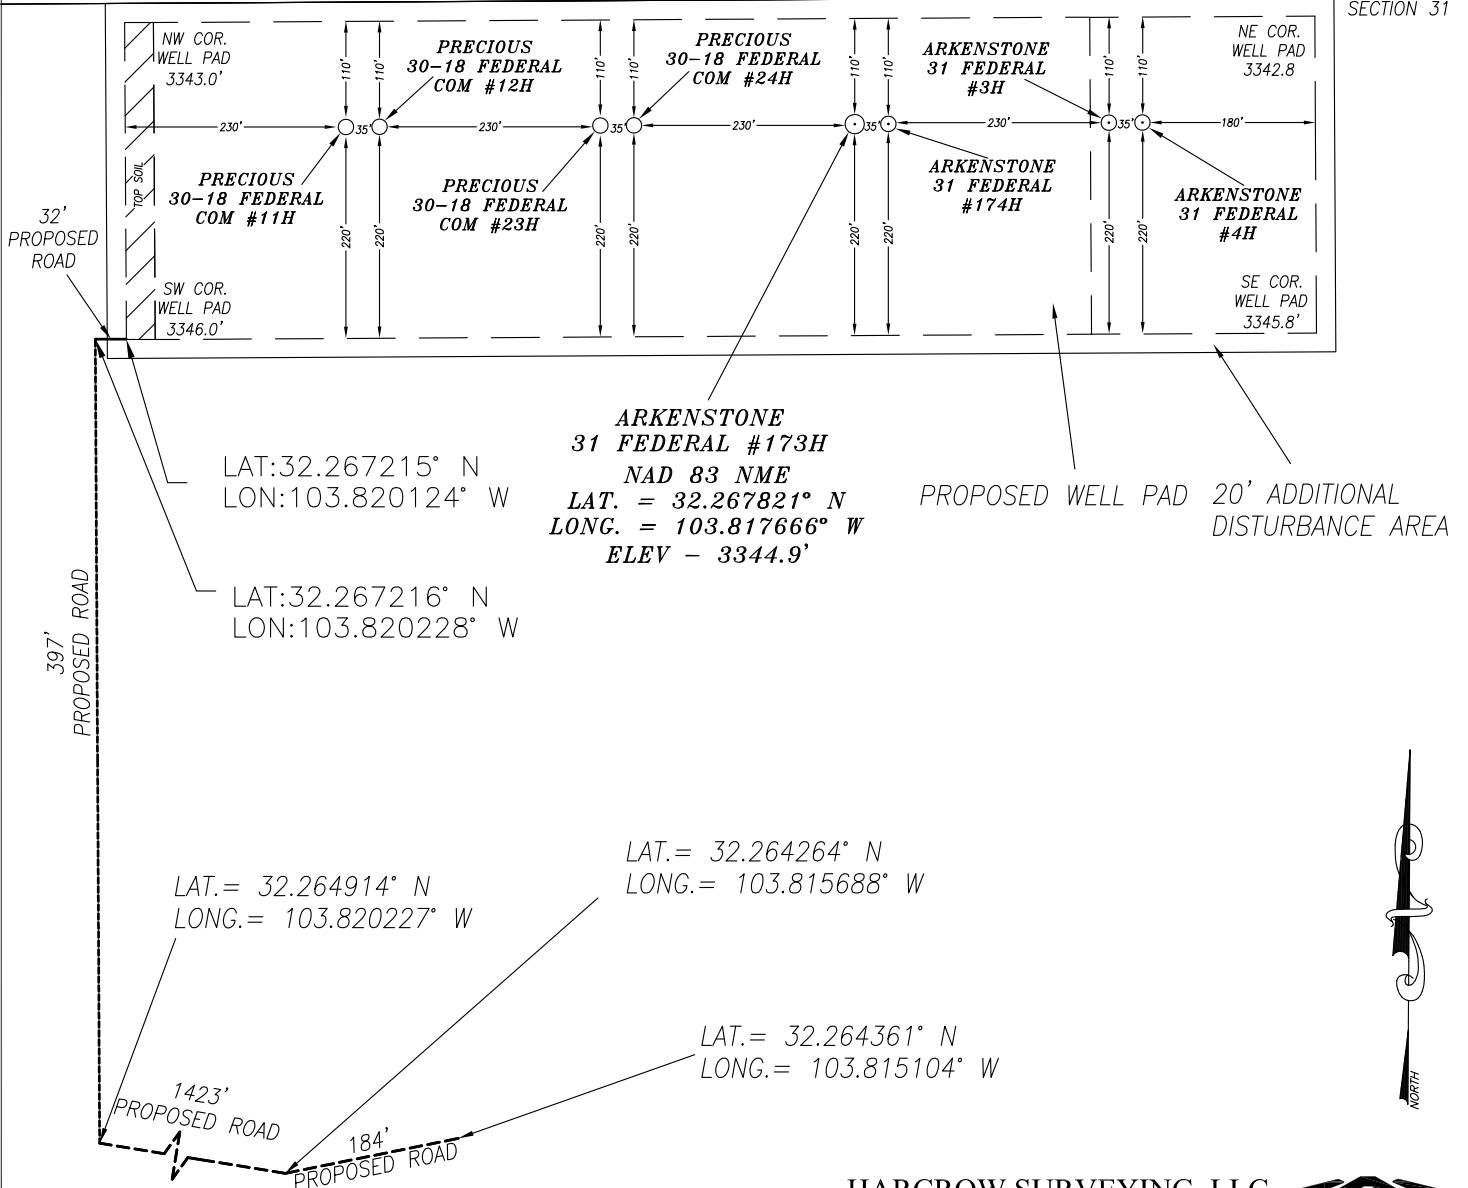 SECTION 31
NW COR.
WELL PAD
3343.0'
PRECIOUS
30-18 FEDERAL
COM #12H
PRECIOUS
30-18 FEDERAL
COM #24H
ARKENSTONE
31 FEDERAL
#3H
NE COR.
WELL PAD
3342.8
110'
110'
110'
110'
110'
110'
110'
110'
230'
35'
230'
35'
230'
35'
230'
35'
180'
TOP SOIL
PRECIOUS
30-18 FEDERAL
COM #11H
PRECIOUS
30-18 FEDERAL
COM #23H
ARKENSTONE
31 FEDERAL
#174H
ARKENSTONE
31 FEDERAL
#4H
220'
220'
220'
220'
220'
220'
220'
220'
32'
PROPOSED
ROAD
SW COR.
WELL PAD
3346.0'
SE COR.
WELL PAD
3345.8'
ARKENSTONE
31 FEDERAL #173H
NAD 83 NME
LAT. = 32.267821° N
LONG. = 103.817666° W
ELEV - 3344.9'
LAT:32.267215° N
LON:103.820124° W
PROPOSED WELL PAD
20' ADDITIONAL
DISTURBANCE AREA
LAT:32.267216° N
LON:103.820228° W
397'
PROPOSED ROAD
LAT.= 32.264264° N
LONG.= 103.815688° W
LAT.= 32.264914° N
LONG.= 103.820227° W
LAT.= 32.264361° N
LONG.= 103.815104° W
1423'
PROPOSED ROAD
184'
PROPOSED ROAD
NORTH
HARCROW SURVEYING, LLC